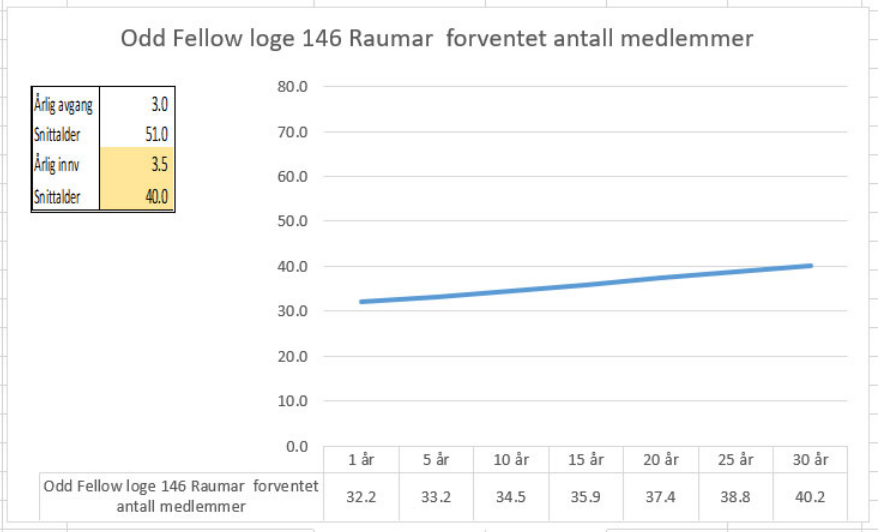 Odd Fellow loge 146 Raumar  forventet antall medlemmer
Årlig avgang 3.0
Snittalder 51.0
Årlig innv 3.5
Snittalder 40.0
80.0
70.0
60.0
50.0
40.0
30.0
20.0
10.0
0.0
1 år 5 år 10 år 15 år 20 år 25 år 30 år
Odd Fellow loge 146 Raumar  forventet
antall medlemmer
32.2 33.2 34.5 35.9 37.4 38.8 40.2